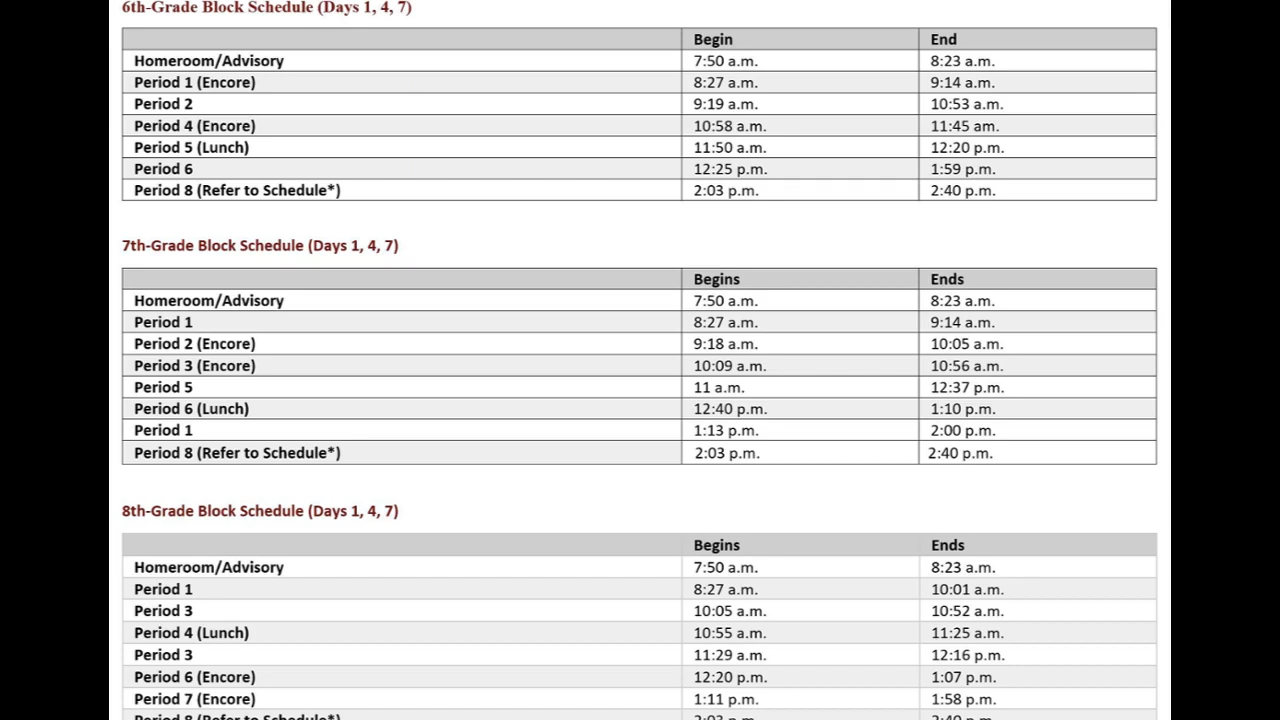 6th-Grade Block Schedule (Days 1, 4, 7)
Begin End
Homeroom/Advisory 7:50 a.m. 8:23 a.m.
Period 1 (Encore) 8:27 a.m. 9:14 a.m.
Period 2 9:19 a.m. 10:53 a.m.
Period 4 (Encore) 10:58 a.m. 11:45 am.
Period 5 (Lunch) 11:50 a.m. 12:20 p.m.
Period 6 12:25 p.m. 1:59 p.m.
Period 8 (Refer to Schedule*) 2:03 p.m. 2:40 p.m.
7th-Grade Block Schedule (Days 1, 4, 7)
Begins Ends
Homeroom/Advisory 7:50 a.m. 8:23 a.m.
Period 1 8:27 a.m. 9:14 a.m.
Period 2 (Encore) 9:18 a.m. 10:05 a.m.
Period 3 (Encore) 10:09 a.m. 10:56 a.m.
Period 5 11 a.m. 12:37 p.m.
Period 6 (Lunch) 12:40 p.m. 1:10 p.m.
Period 1 1:13 p.m. 2:00 p.m.
Period 8 (Refer to Schedule*) 2:03 p.m. 2:40 p.m.
8th-Grade Block Schedule (Days 1, 4, 7)
Begins Ends
Homeroom/Advisory 7:50 a.m. 8:23 a.m.
Period 1 8:27 a.m. 10:01 a.m.
Period 3 10:05 a.m. 10:52 a.m.
Period 4 (Lunch) 10:55 a.m. 11:25 a.m.
Period 3 11:29 a.m. 12:16 p.m.
Period 6 (Encore) 12:20 p.m. 1:07 p.m.
Period 7 (Encore) 1:11 p.m. 1:58 p.m.
Period 8 (Refer to Schedule*) 2:03 p.m. 2:40 p.m.